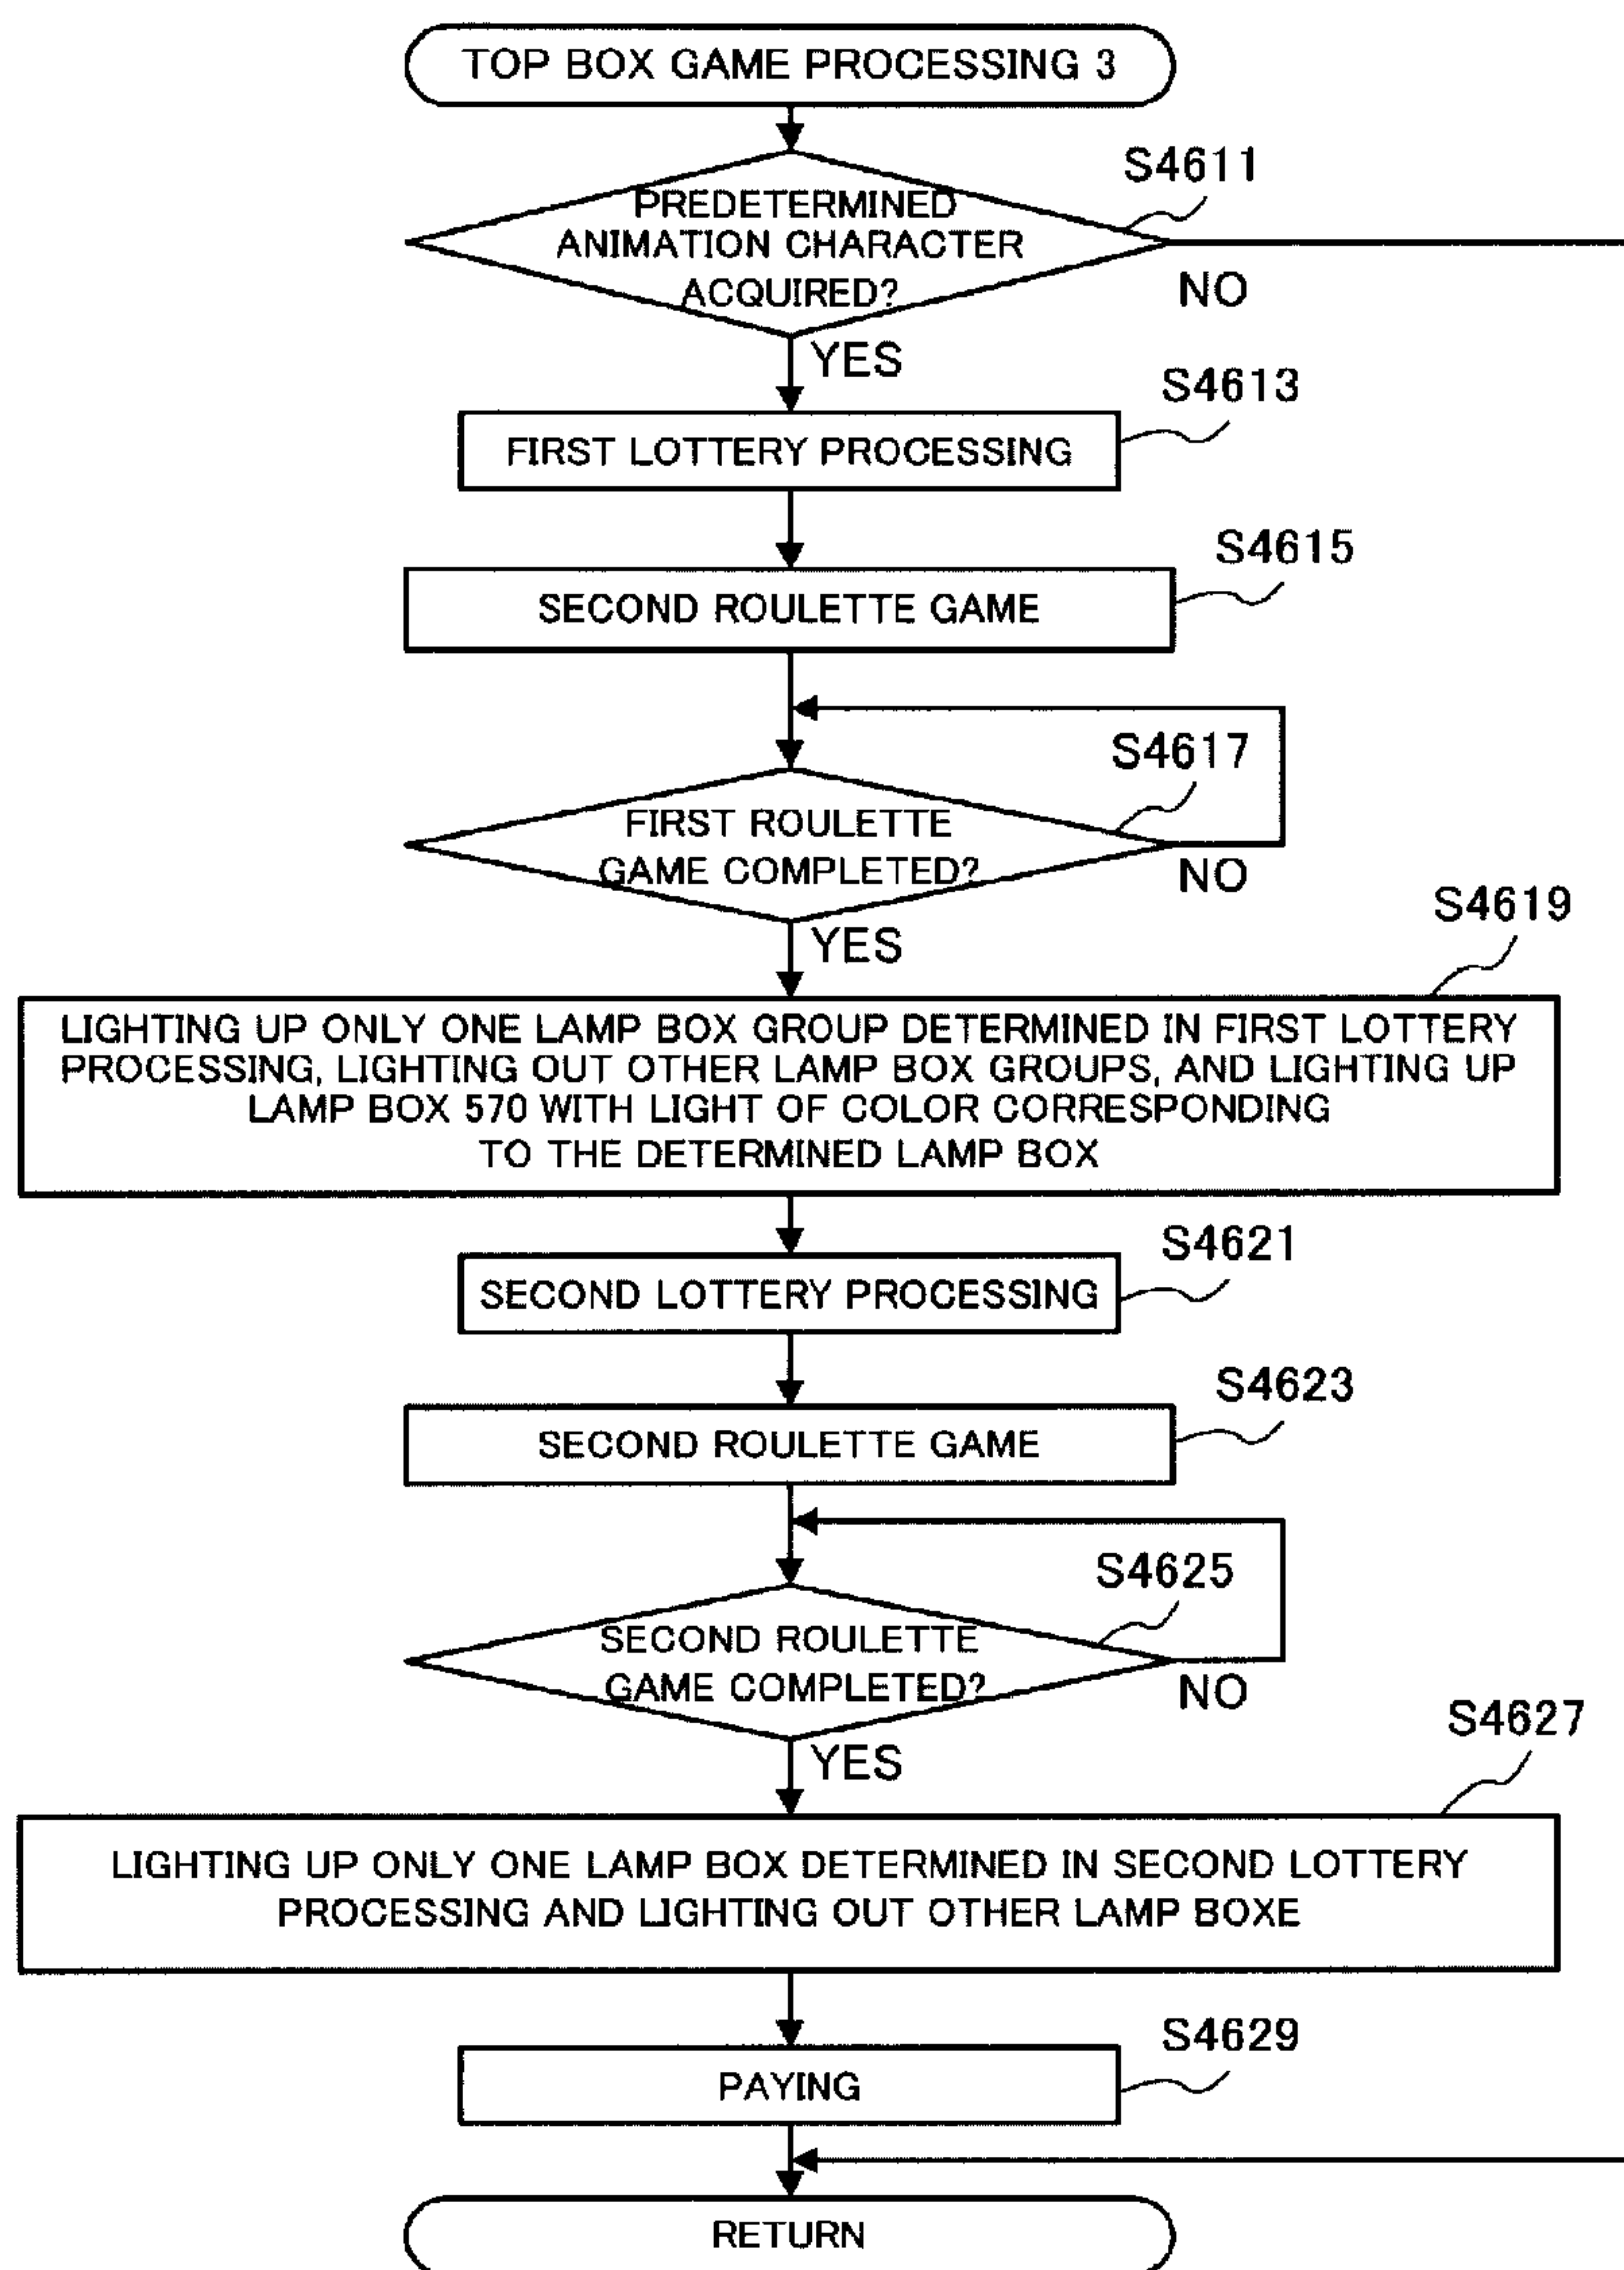 TOP BOX GAME PROCESSING 3
S4611
PREDETERMINED
ANIMATION CHARACTER
ACQUIRED?
NO
YES
S4613
FIRST LOTTERY PROCESSING
S4615
SECOND ROULETTE GAME
S4617
FIRST ROULETTE
GAME COMPLETED?
NO
YES
S4619
LIGHTING UP ONLY ONE LAMP BOX GROUP DETERMINED IN FIRST LOTTERY
PROCESSING, LIGHTING OUT OTHER LAMP BOX GROUPS, AND LIGHTING UP
LAMP BOX 570 WITH LIGHT OF COLOR CORRESPONDING
TO THE DETERMINED LAMP BOX
S4621
SECOND LOTTERY PROCESSING
S4623
SECOND ROULETTE GAME
S4625
SECOND ROULETTE
GAME COMPLETED?
NO
YES
S4627
LIGHTING UP ONLY ONE LAMP BOX DETERMINED IN SECOND LOTTERY
PROCESSING AND LIGHTING OUT OTHER LAMP BOXE
S4629
PAYING
RETURN